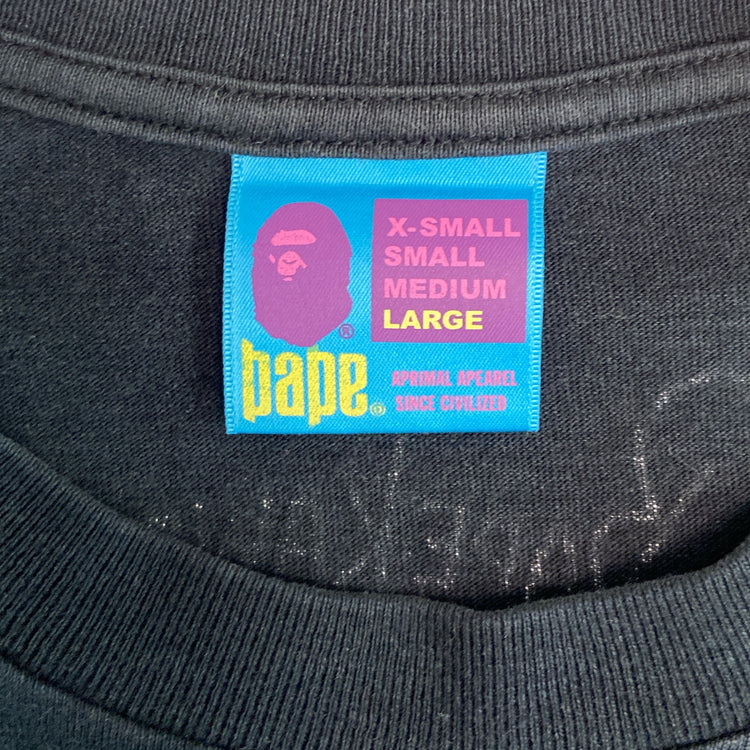 X-SMALL
SMALL
MEDIUM
LARGE
®
bape®
APRIMAL APEAREL
SINCE CIVILIZED